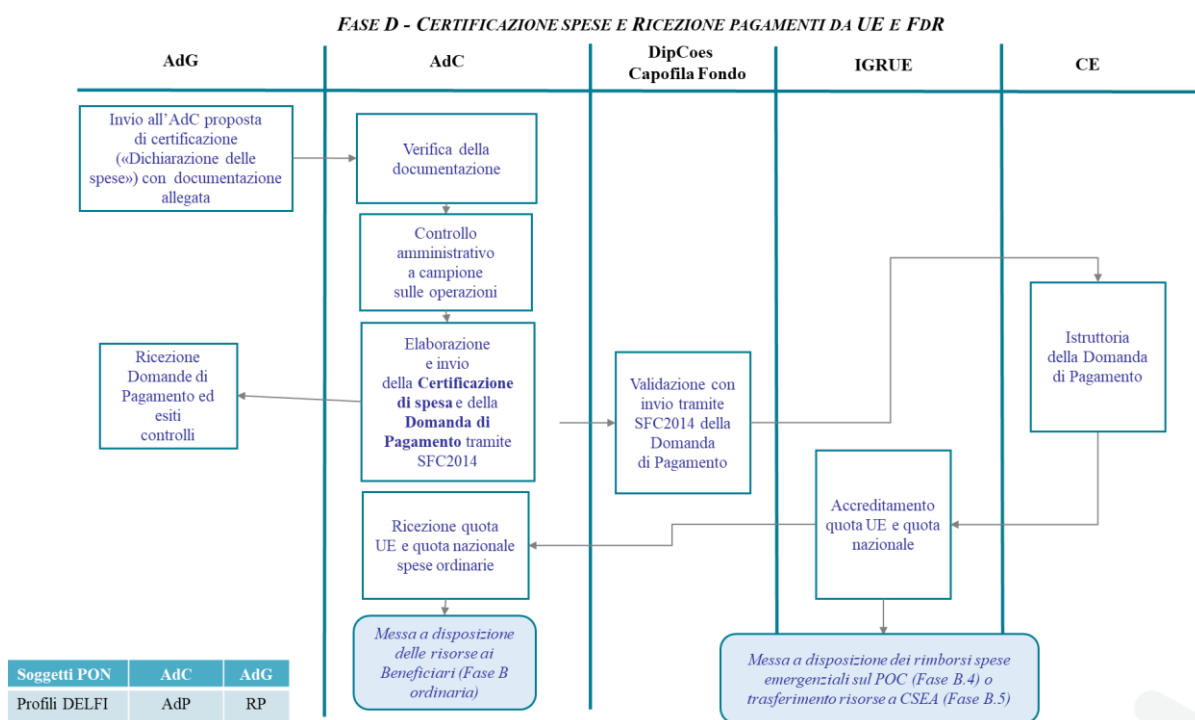 FASE D - CERTIFICAZIONE SPESE E RICEZIONE PAGAMENTI DA UE E FDR
AdG
AdC
DipCoes
Capofila Fondo
IGRUE
CE
Invio all'AdC proposta
di certificazione
(«Dichiarazione delle
spese») con documentazione
allegata
Verifica della
documentazione
Controllo
amministrativo
a campione
sulle operazioni
Elaborazione
e invio
della Certificazione
di spesa e della
Domanda di
Pagamento tramite
SFC2014
Ricezione
Domande di
Pagamento ed
esiti
controlli
Validazione con
invio tramite
SFC2014 della
Domanda
di Pagamento
Istruttoria
della Domanda
di Pagamento
Accreditamento
quota UE e quota
nazionale
Ricezione quota
UE e quota nazionale
spese ordinarie
Messa a disposizione
delle risorse ai
Beneficiari (Fase B
ordinaria)
Messa a disposizione dei rimborsi spese
emergenziali sul POC (Fase B.4) o
trasferimento risorse a CSEA (Fase B.5)
Soggetti PON AdC AdG
Profili DELFI AdP RP